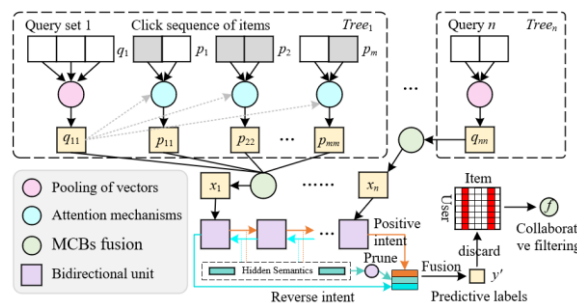 Query set 1
Click sequence of items
Tree1
q1
p1
p2
pm
q11
p11
p22
...
pmm
...
Query n
Treen
qnn
x1
......
xn
Pooling of vectors
Attention mechanisms
MCBs fusion
Bidirectional unit
...
Positive
intent
Prune
Hidden Semantics
Reverse intent
Fusion
y'
Predictive labels
discard
Item
User
f
Collaborati
ve filtering